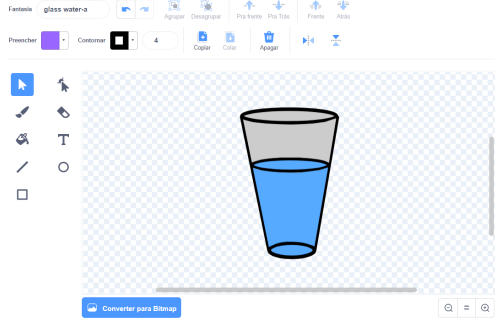 Fantasia glass water-a
Agrupar Desagrupar Pra frente Pra Trás Frente Atrás
Preencher Contornar 4 Copiar Colar Apagar
T
Converter para Bitmap